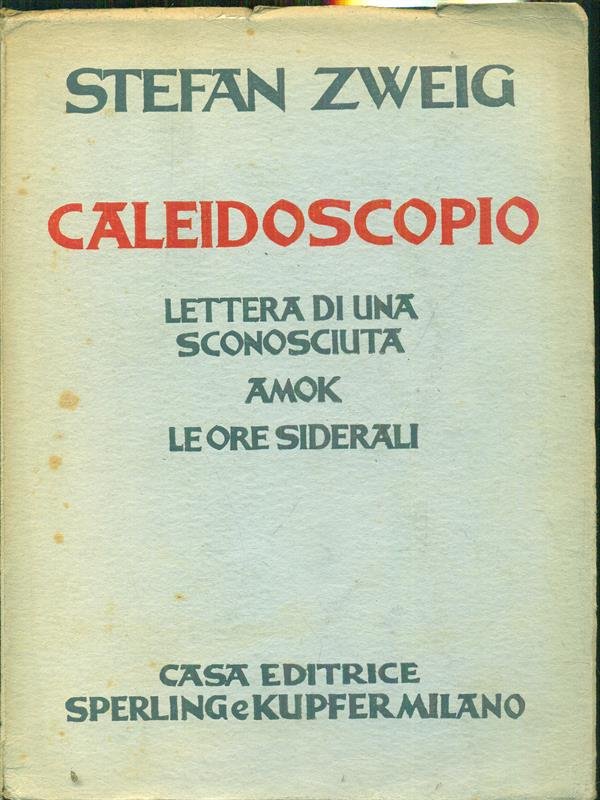 STEFAN ZWEIG
CALEIDOSCOPIO
LETTERA DI UNA
SCONOSCIUTA
AMOK
LE ORE SIDERALI
CASA EDITRICE
SPERLING e KUPFER MILANO